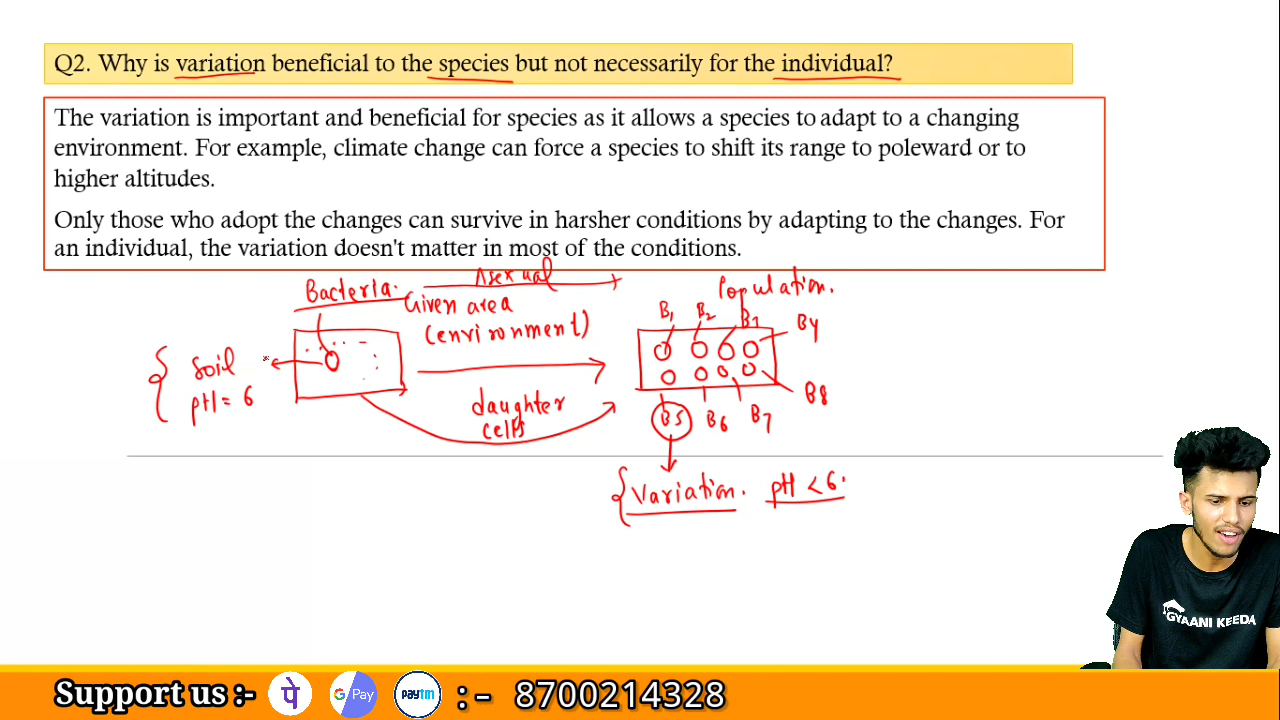 Q2. Why is variation beneficial to the species but not necessarily for the individual?
The variation is important and beneficial for species as it allows a species to adapt to a changing
environment. For example, climate change can force a species to shift its range to poleward or to
higher altitudes.
Only those who adopt the changes can survive in harsher conditions by adapting to the changes. For
an individual, the variation doesn't matter in most of the conditions.
Bacteria.
Asexual
Given area
(environment)
Population.
B1 B2 B3 B4
Soil
pH = 6
daughter
cells
B5 B6 B7 B8
Variation. pH < 6.
GYAANI KEEDA
Support us :- पे G Pay paytm : - 8700214328